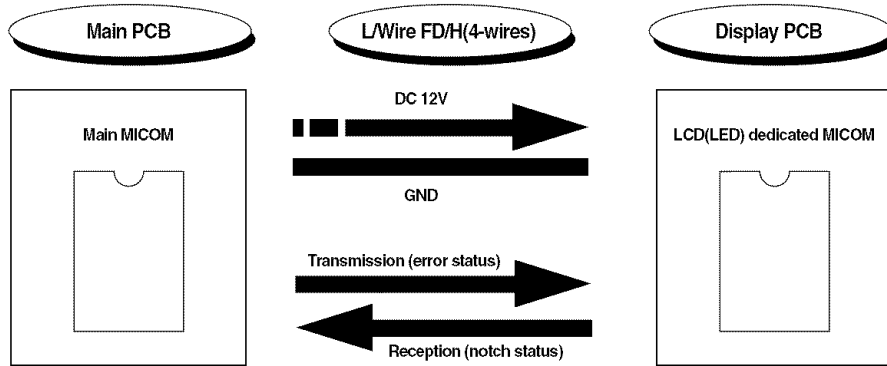 Main PCB
L/Wire FD/H(4-wires)
Display PCB
Main MICOM
DC 12V
GND
Transmission (error status)
Reception (notch status)
LCD(LED) dedicated MICOM